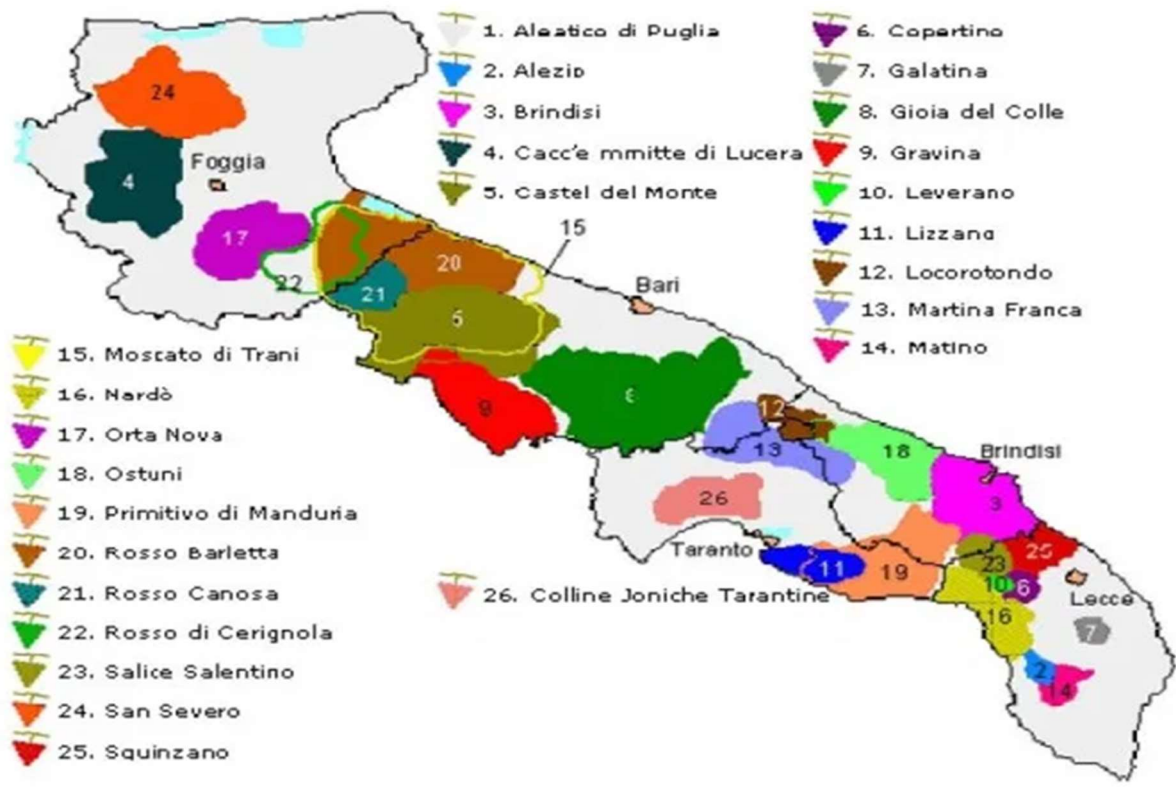 1. Aleatico di Puglia
2. Alezio
3. Brindisi
4. Cacc'e mmitte di Lucera
5. Castel del Monte
6. Copertino
7. Galatina
8. Gioia del Colle
9. Gravina
10. Leverano
11. Lizzano
12. Locorotondo
13. Martina Franca
14. Matino
15. Moscato di Trani
16. Nardò
17. Orta Nova
18. Ostuni
19. Primitivo di Manduria
20. Rosso Barletta
21. Rosso Canosa
22. Rosso di Cerignola
23. Salice Salentino
24. San Severo
25. Squinzano
26. Colline Joniche Tarantine
24
Foggia
4
17
22
15
20
21
5
Bari
9
8
12
13
18
Brindisi
3
26
Taranto
11
19
25
23
10
6
Lecce
16
7
2
14